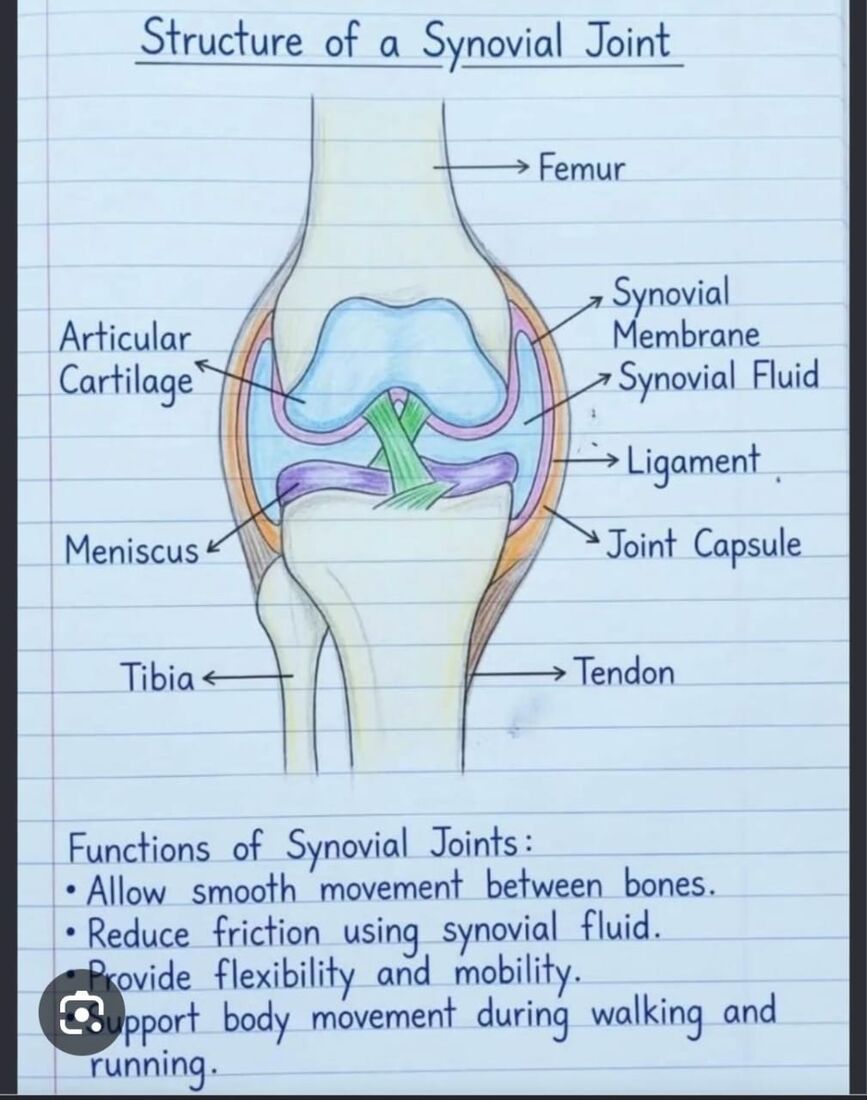 Structure of a Synovial Joint
Femur
Synovial
Membrane
Articular
Cartilage
Synovial Fluid
Ligament
Meniscus
Joint Capsule
Tibia
Tendon
Functions of Synovial Joints:
• Allow smooth movement between bones.
• Reduce friction using synovial fluid.
• Provide flexibility and mobility.
• Support body movement during walking and
running.